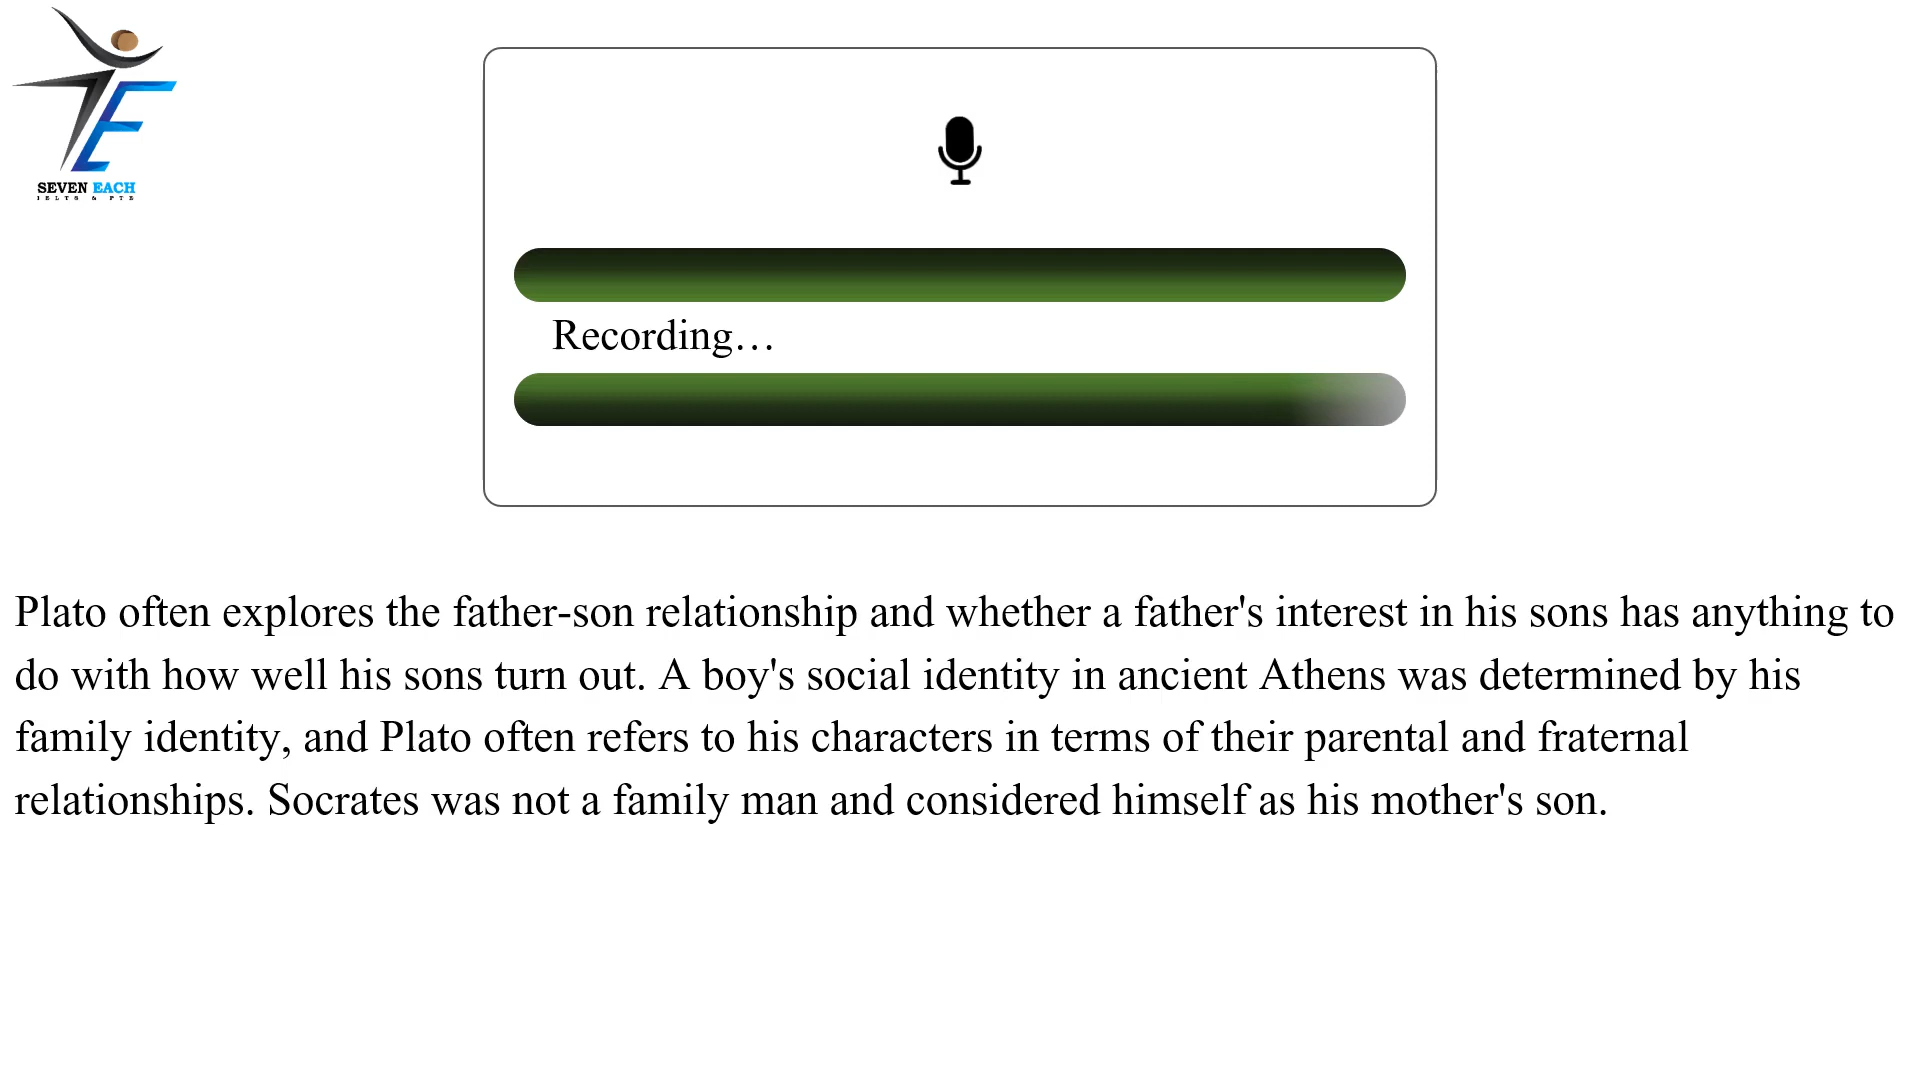 SEVEN EACH
IELTS & PTE
Recording…
Plato often explores the father-son relationship and whether a father's interest in his sons has anything to
do with how well his sons turn out. A boy's social identity in ancient Athens was determined by his
family identity, and Plato often refers to his characters in terms of their parental and fraternal
relationships. Socrates was not a family man and considered himself as his mother's son.